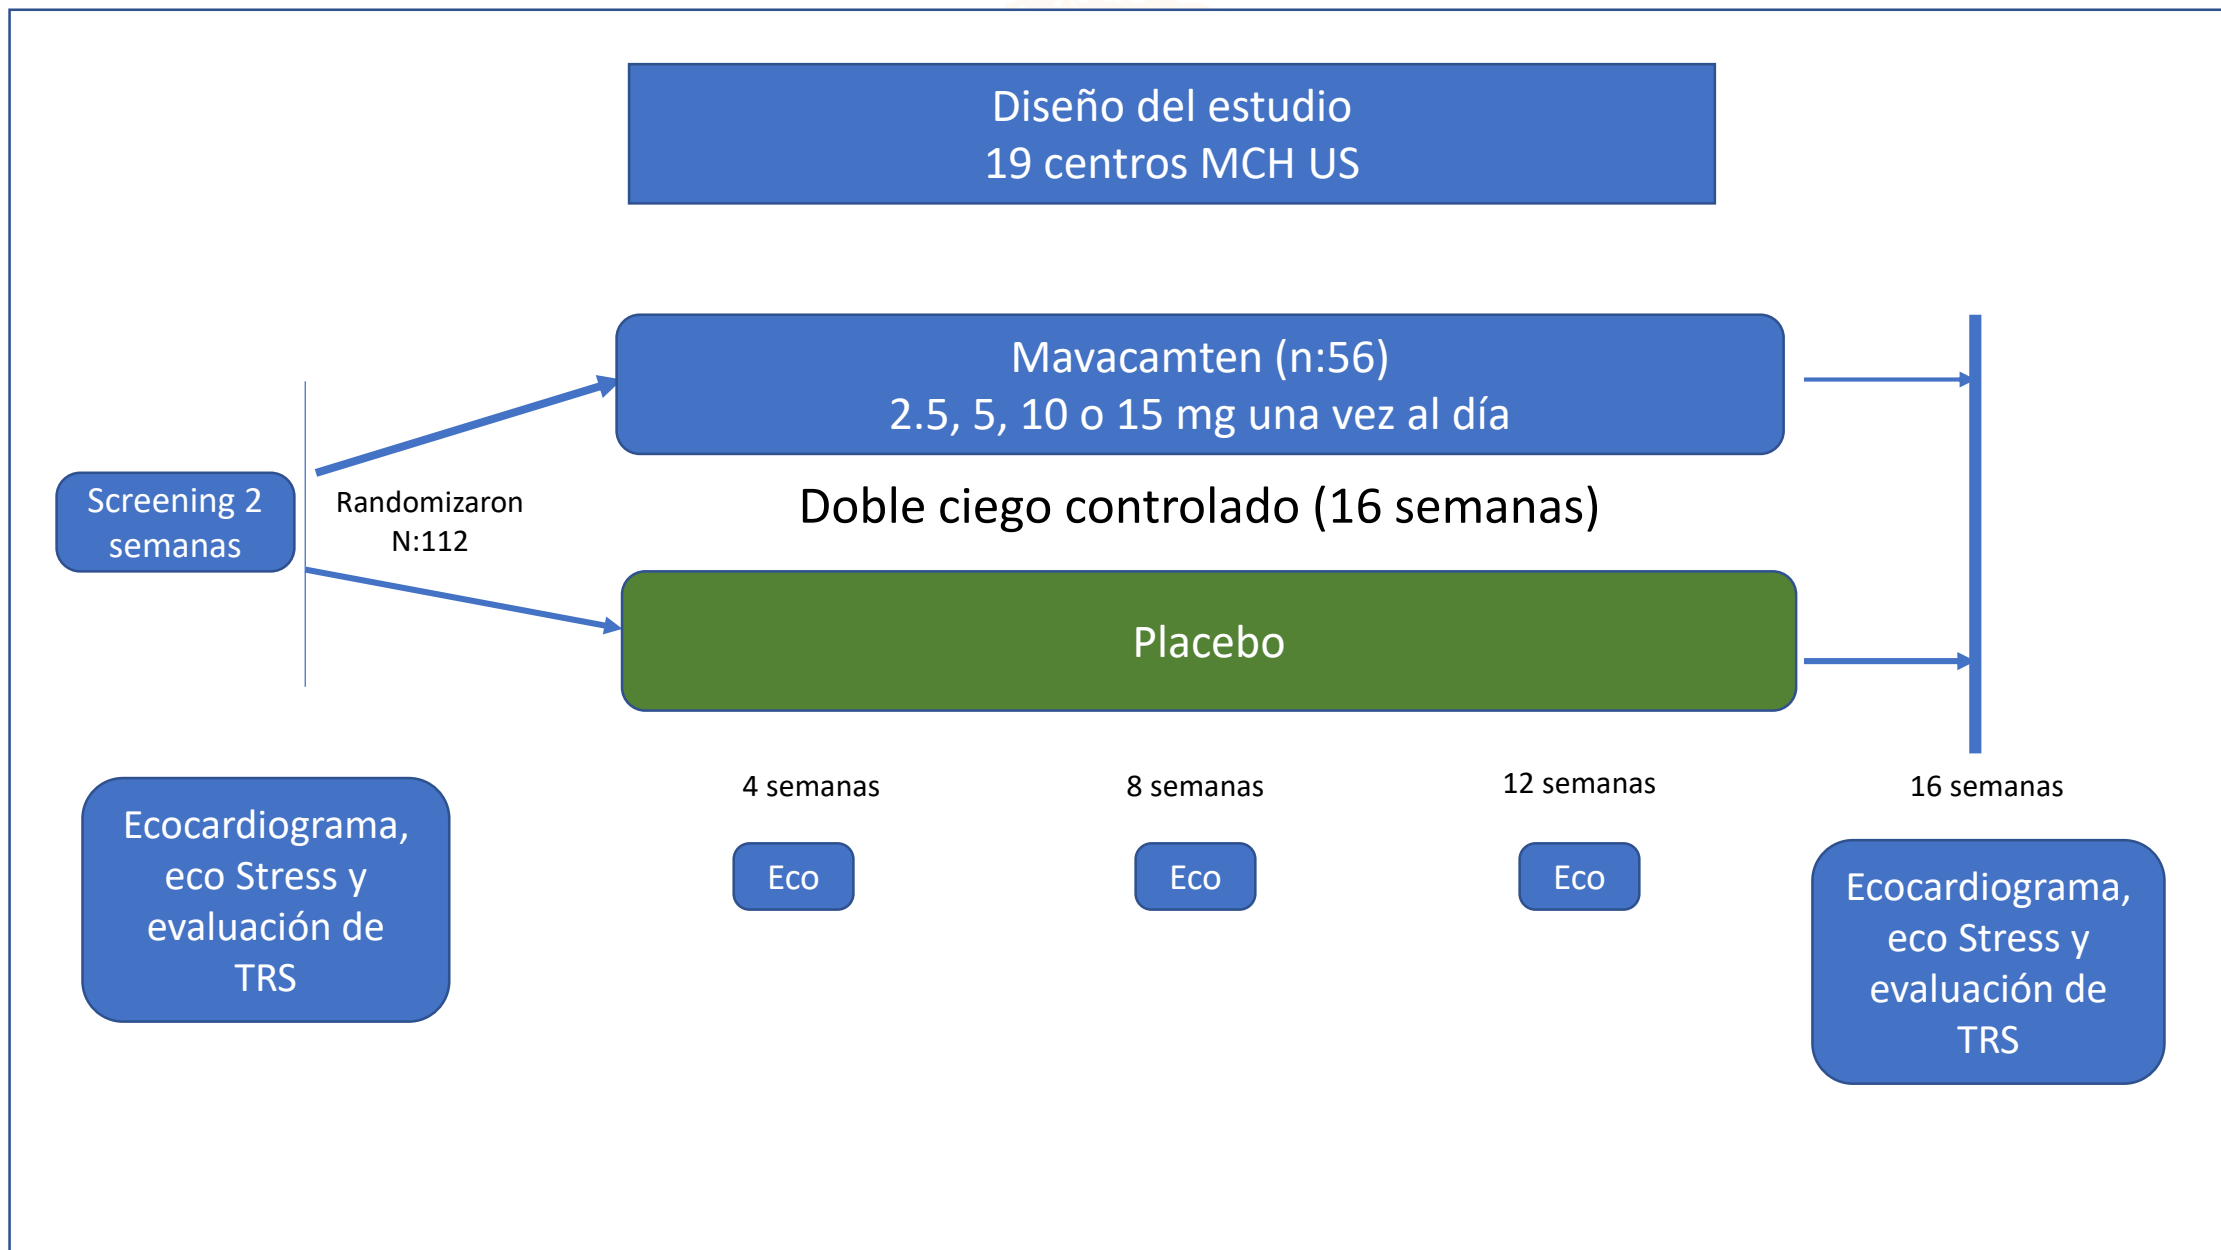 Diseño del estudio
19 centros MCH US
Mavacamten (n:56)
2.5, 5, 10 o 15 mg una vez al día
Screening 2
semanas
Randomizaron
N:112
Doble ciego controlado (16 semanas)
Placebo
4 semanas
8 semanas
12 semanas
16 semanas
Ecocardiograma,
eco Stress y
evaluación de
TRS
Eco
Eco
Eco
Ecocardiograma,
eco Stress y
evaluación de
TRS